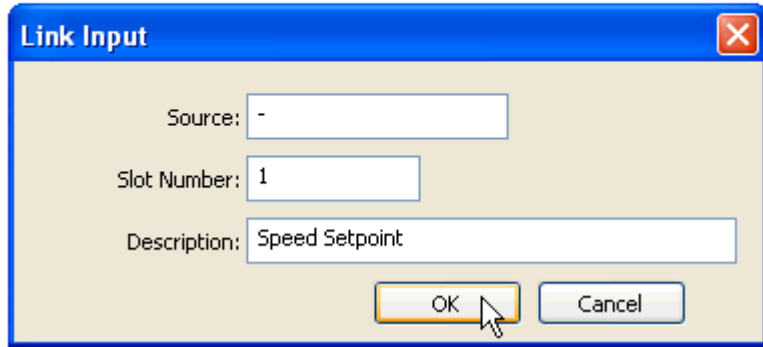 Link Input
Source: -
Slot Number: 1
Description: Speed Setpoint
OK Cancel